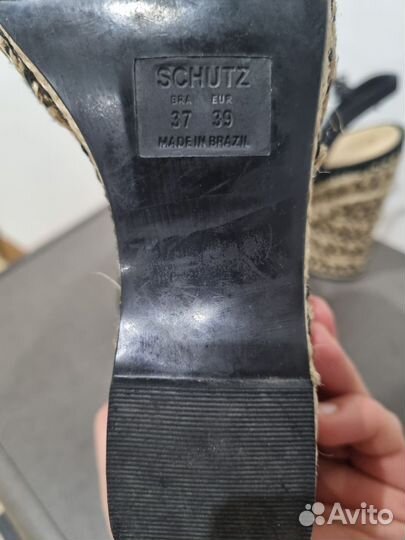 SCHUTZ
BRA EUR
37 39
MADE IN BRAZIL
Avito